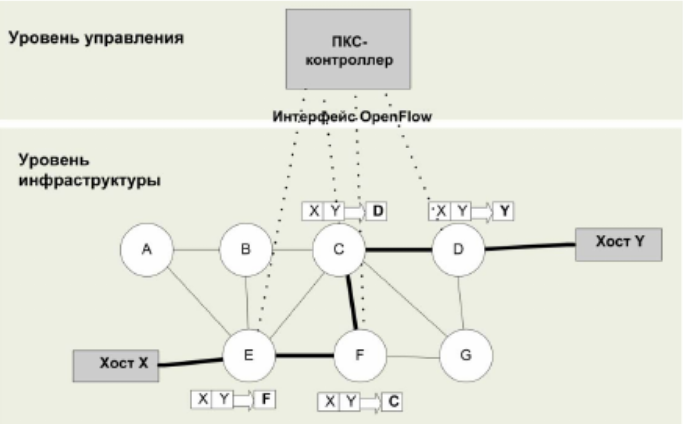 Уровень управления
ПКС-
контроллер
Интерфейс OpenFlow
Уровень
инфраструктуры
X Y D
X Y Y
A B C D
Хост Y
Хост X
E F G
X Y F
X Y C